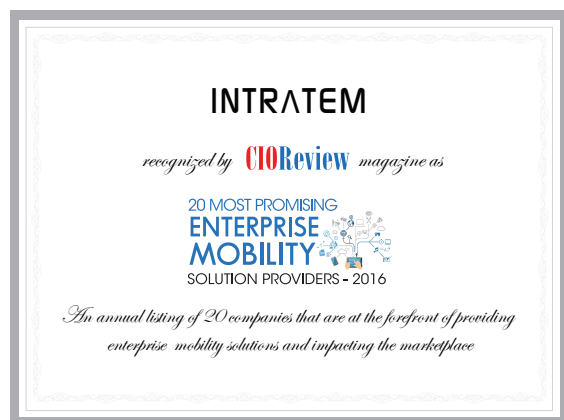 INTRATEM
recognized by CIOReview magazine as
20 MOST PROMISING
ENTERPRISE
MOBILITY
SOLUTION PROVIDERS - 2016
An annual listing of 20 companies that are at the forefront of providing
enterprise mobility solutions and impacting the marketplace